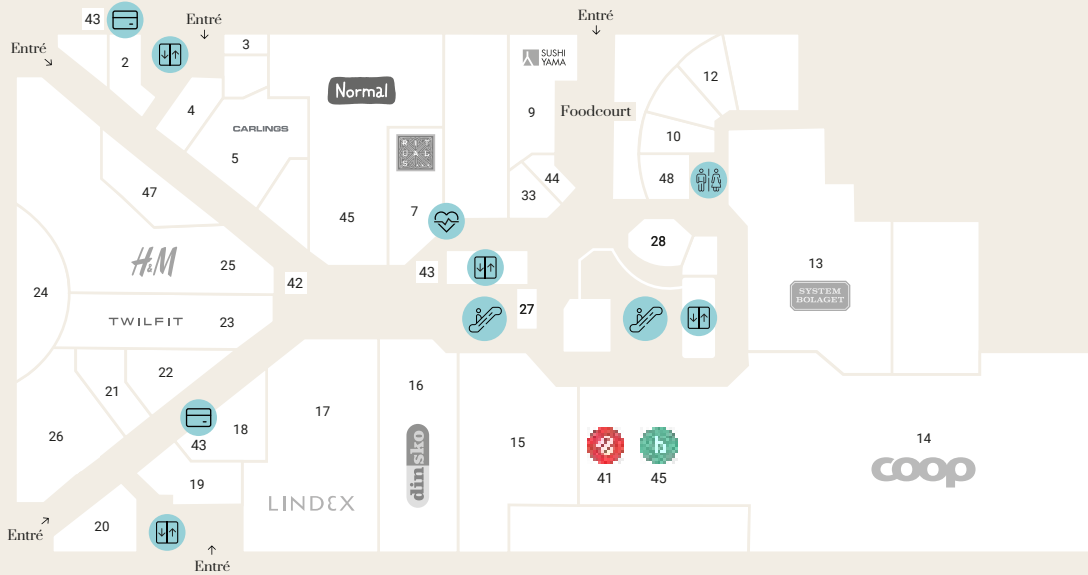 43
Entré
Entré
Entré
3
2
SUSHI
YAMA
12
Normal
4
9
Foodcourt
CARLINGS
10
RITUALS
5
44
48
47
33
45
7
28
H&M
25
43
13
42
24
SYSTEM
BOLAGET
27
TWILFIT
23
22
16
21
17
18
26
43
15
14
dinsko
coop
41
45
19
LINDEX
20
Entré
Entré